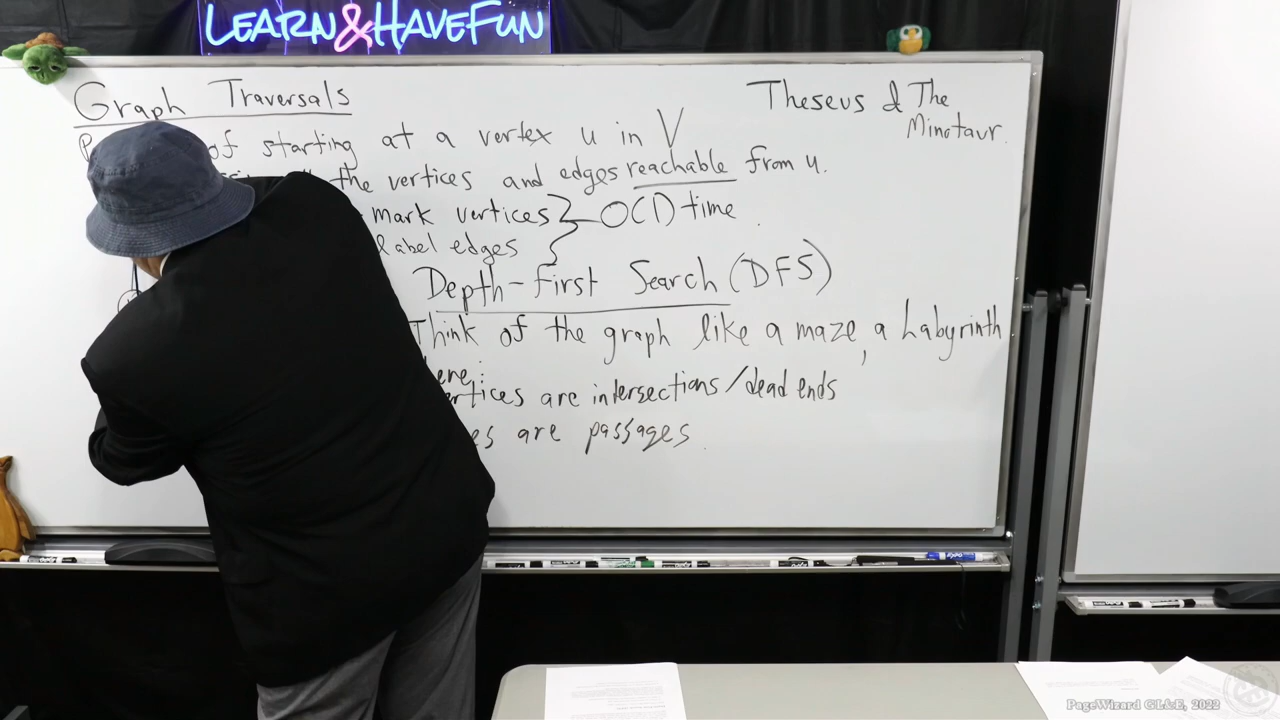 LEARN&HAVEFUN
Graph Traversals
Theseus & The
Minotaur
of starting at a vertex u in V
the vertices and edges reachable from u.
mark vertices } O(1) time
label edges
Depth-first Search (DFS)
Think of the graph like a maze, a Labyrinth
ere:
ertices are intersections/dead ends
es are passages
PageWizard GL&E, 2022